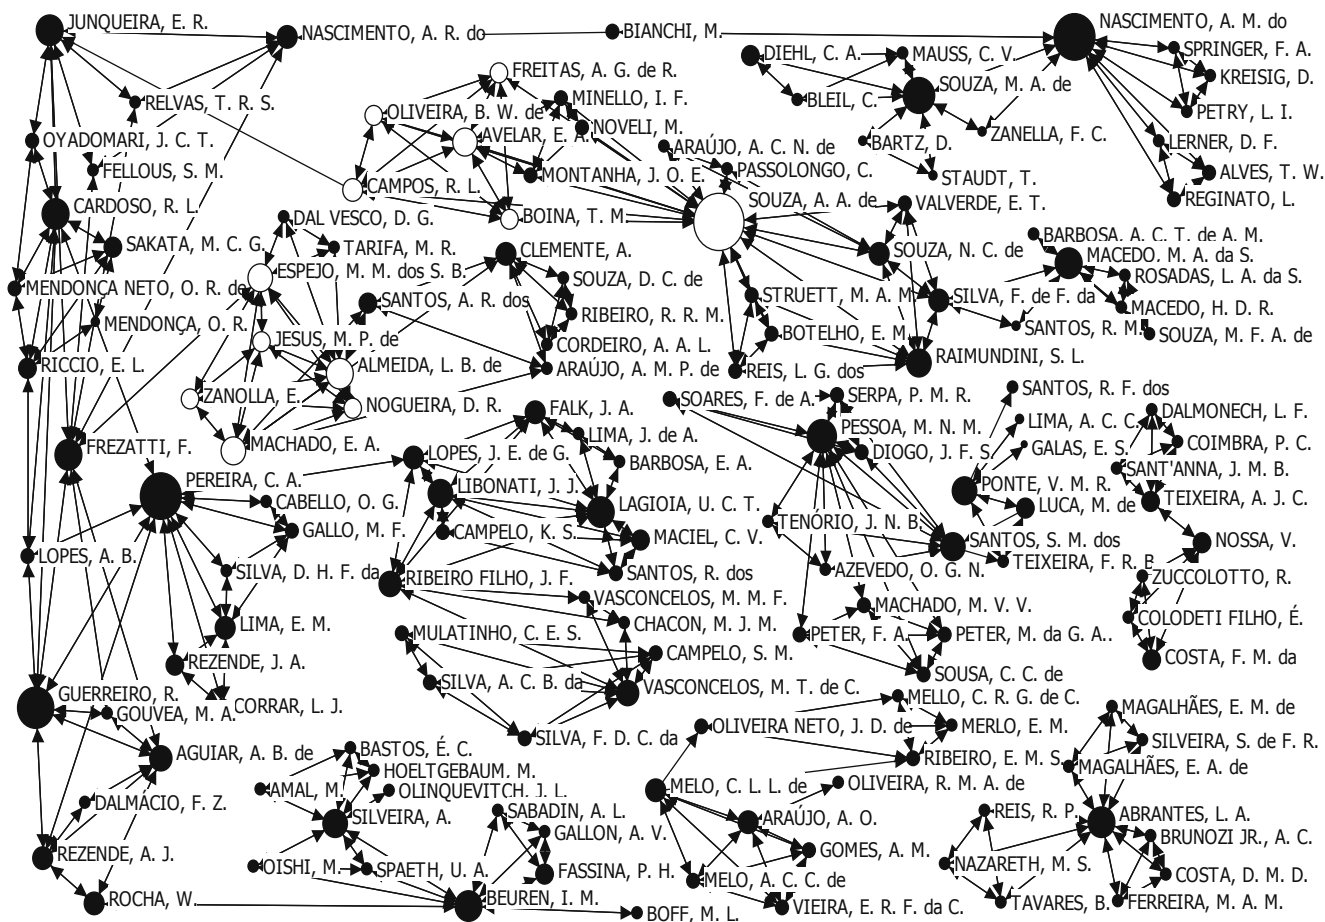 JUNQUEIRA, E. R.
NASCIMENTO, A. R. do
BIANCHI, M.
NASCIMENTO, A. M. do
SPRINGER, F. A.
KREISIG, D.
PETRY, L. I.
LERNER, D. F.
ALVES, T. W.
REGINATO, L.
DIEHL, C. A.
MAUSS, C. V.
SOUZA, M. A. de
BLEIL, C.
ZANELLA, F. C.
BARTZ, D.
STAUDT, T.
FREITAS, A. G. de R.
MINELLO, I. F.
OLIVEIRA, B. W. de
AVELAR, E. A.
NOVELI, M.
ARAÚJO, A. C. N. de
PASSOLONGO, C.
MONTANHA, J. O. E.
CAMPOS, R. L.
BOINA, T. M.
SOUZA, A. A. de
VALVERDE, E. T.
SOUZA, N. C. de
SILVA, F. de F. da
RAIMUNDINI, S. L.
STRUETT, M. A. M.
BOTELHO, E. M.
REIS, L. G. dos
SANTOS, R. M.
BARBOSA, A. C. T. de A. M.
MACEDO, M. A. da S.
ROSADAS, L. A. da S.
MACEDO, H. D. R.
SOUZA, M. F. A. de
RELVAS, T. R. S.
OYADOMARI, J. C. T.
FELLOUS, S. M.
CARDOSO, R. L.
SAKATA, M. C. G.
MENDONÇA NETO, O. R. de
MENDONÇA, O. R.
RICCIO, E. L.
FREZATTI, F.
DAL VESCO, D. G.
TARIFA, M. R.
ESPEJO, M. M. dos S. B.
JESUS, M. P. de
ALMEIDA, L. B. de
ZANOLLA, E.
NOGUEIRA, D. R.
MACHADO, E. A.
SANTOS, A. R. dos
CLEMENTE, A.
SOUZA, D. C. de
RIBEIRO, R. R. M.
CORDEIRO, A. A. L.
ARAÚJO, A. M. P. de
PEREIRA, C. A.
CABELLO, O. G.
GALLO, M. F.
SILVA, D. H. F. da
LIMA, E. M.
REZENDE, J. A.
CORRAR, L. J.
LOPES, A. B.
GUERREIRO, R.
GOUVEA, M. A.
AGUIAR, A. B. de
DALMÁCIO, F. Z.
REZENDE, A. J.
ROCHA, W.
FALK, J. A.
LIMA, J. de A.
BARBOSA, E. A.
LOPES, J. E. de G.
LIBONATI, J. J.
LAGIOIA, U. C. T.
CAMPELO, K. S.
MACIEL, C. V.
SANTOS, R. dos
RIBEIRO FILHO, J. F.
VASCONCELOS, M. M. F.
CHACON, M. J. M.
MULATINHO, C. E. S.
CAMPELO, S. M.
SILVA, A. C. B. da
VASCONCELOS, M. T. de C.
SILVA, F. D. C. da
SOARES, F. de A.
SERPA, P. M. R.
PESSOA, M. N. M.
DIOGO, J. F. S.
TENÓRIO, J. N. B.
SANTOS, S. M. dos
TEIXEIRA, F. R. B.
AZEVEDO, O. G. N.
MACHADO, M. V. V.
PETER, F. A.
PETER, M. da G. A..
SOUSA, C. C. de
SANTOS, R. F. dos
LIMA, A. C. C.
GALAS, E. S.
PONTE, V. M. R.
LUCA, M. de
DALMONECH, L. F.
COIMBRA, P. C.
SANT'ANNA, J. M. B.
TEIXEIRA, A. J. C.
NOSSA, V.
ZUCCOLOTTO, R.
COLODETI FILHO, É.
COSTA, F. M. da
BASTOS, É. C.
HOELTGEBAUM, M.
AMAL, M.
OLINQUEVITCH, J. L.
SILVEIRA, A.
OISHI, M.
SPAETH, U. A.
SABADIN, A. L.
GALLON, A. V.
FASSINA, P. H.
BEUREN, I. M.
BOFF, M. L.
MELLO, C. R. G. de C.
OLIVEIRA NETO, J. D. de
MERLO, E. M.
RIBEIRO, E. M. S.
MELO, C. L. L. de
OLIVEIRA, R. M. A. de
ARAÚJO, A. O.
GOMES, A. M.
MELO, A. C. C. de
VIEIRA, E. R. F. da C.
MAGALHÃES, E. M. de
SILVEIRA, S. de F. R.
MAGALHÃES, E. A. de
REIS, R. P.
ABRANTES, L. A.
BRUNOZI JR., A. C.
NAZARETH, M. S.
COSTA, D. M. D.
TAVARES, B.
FERREIRA, M. A. M.